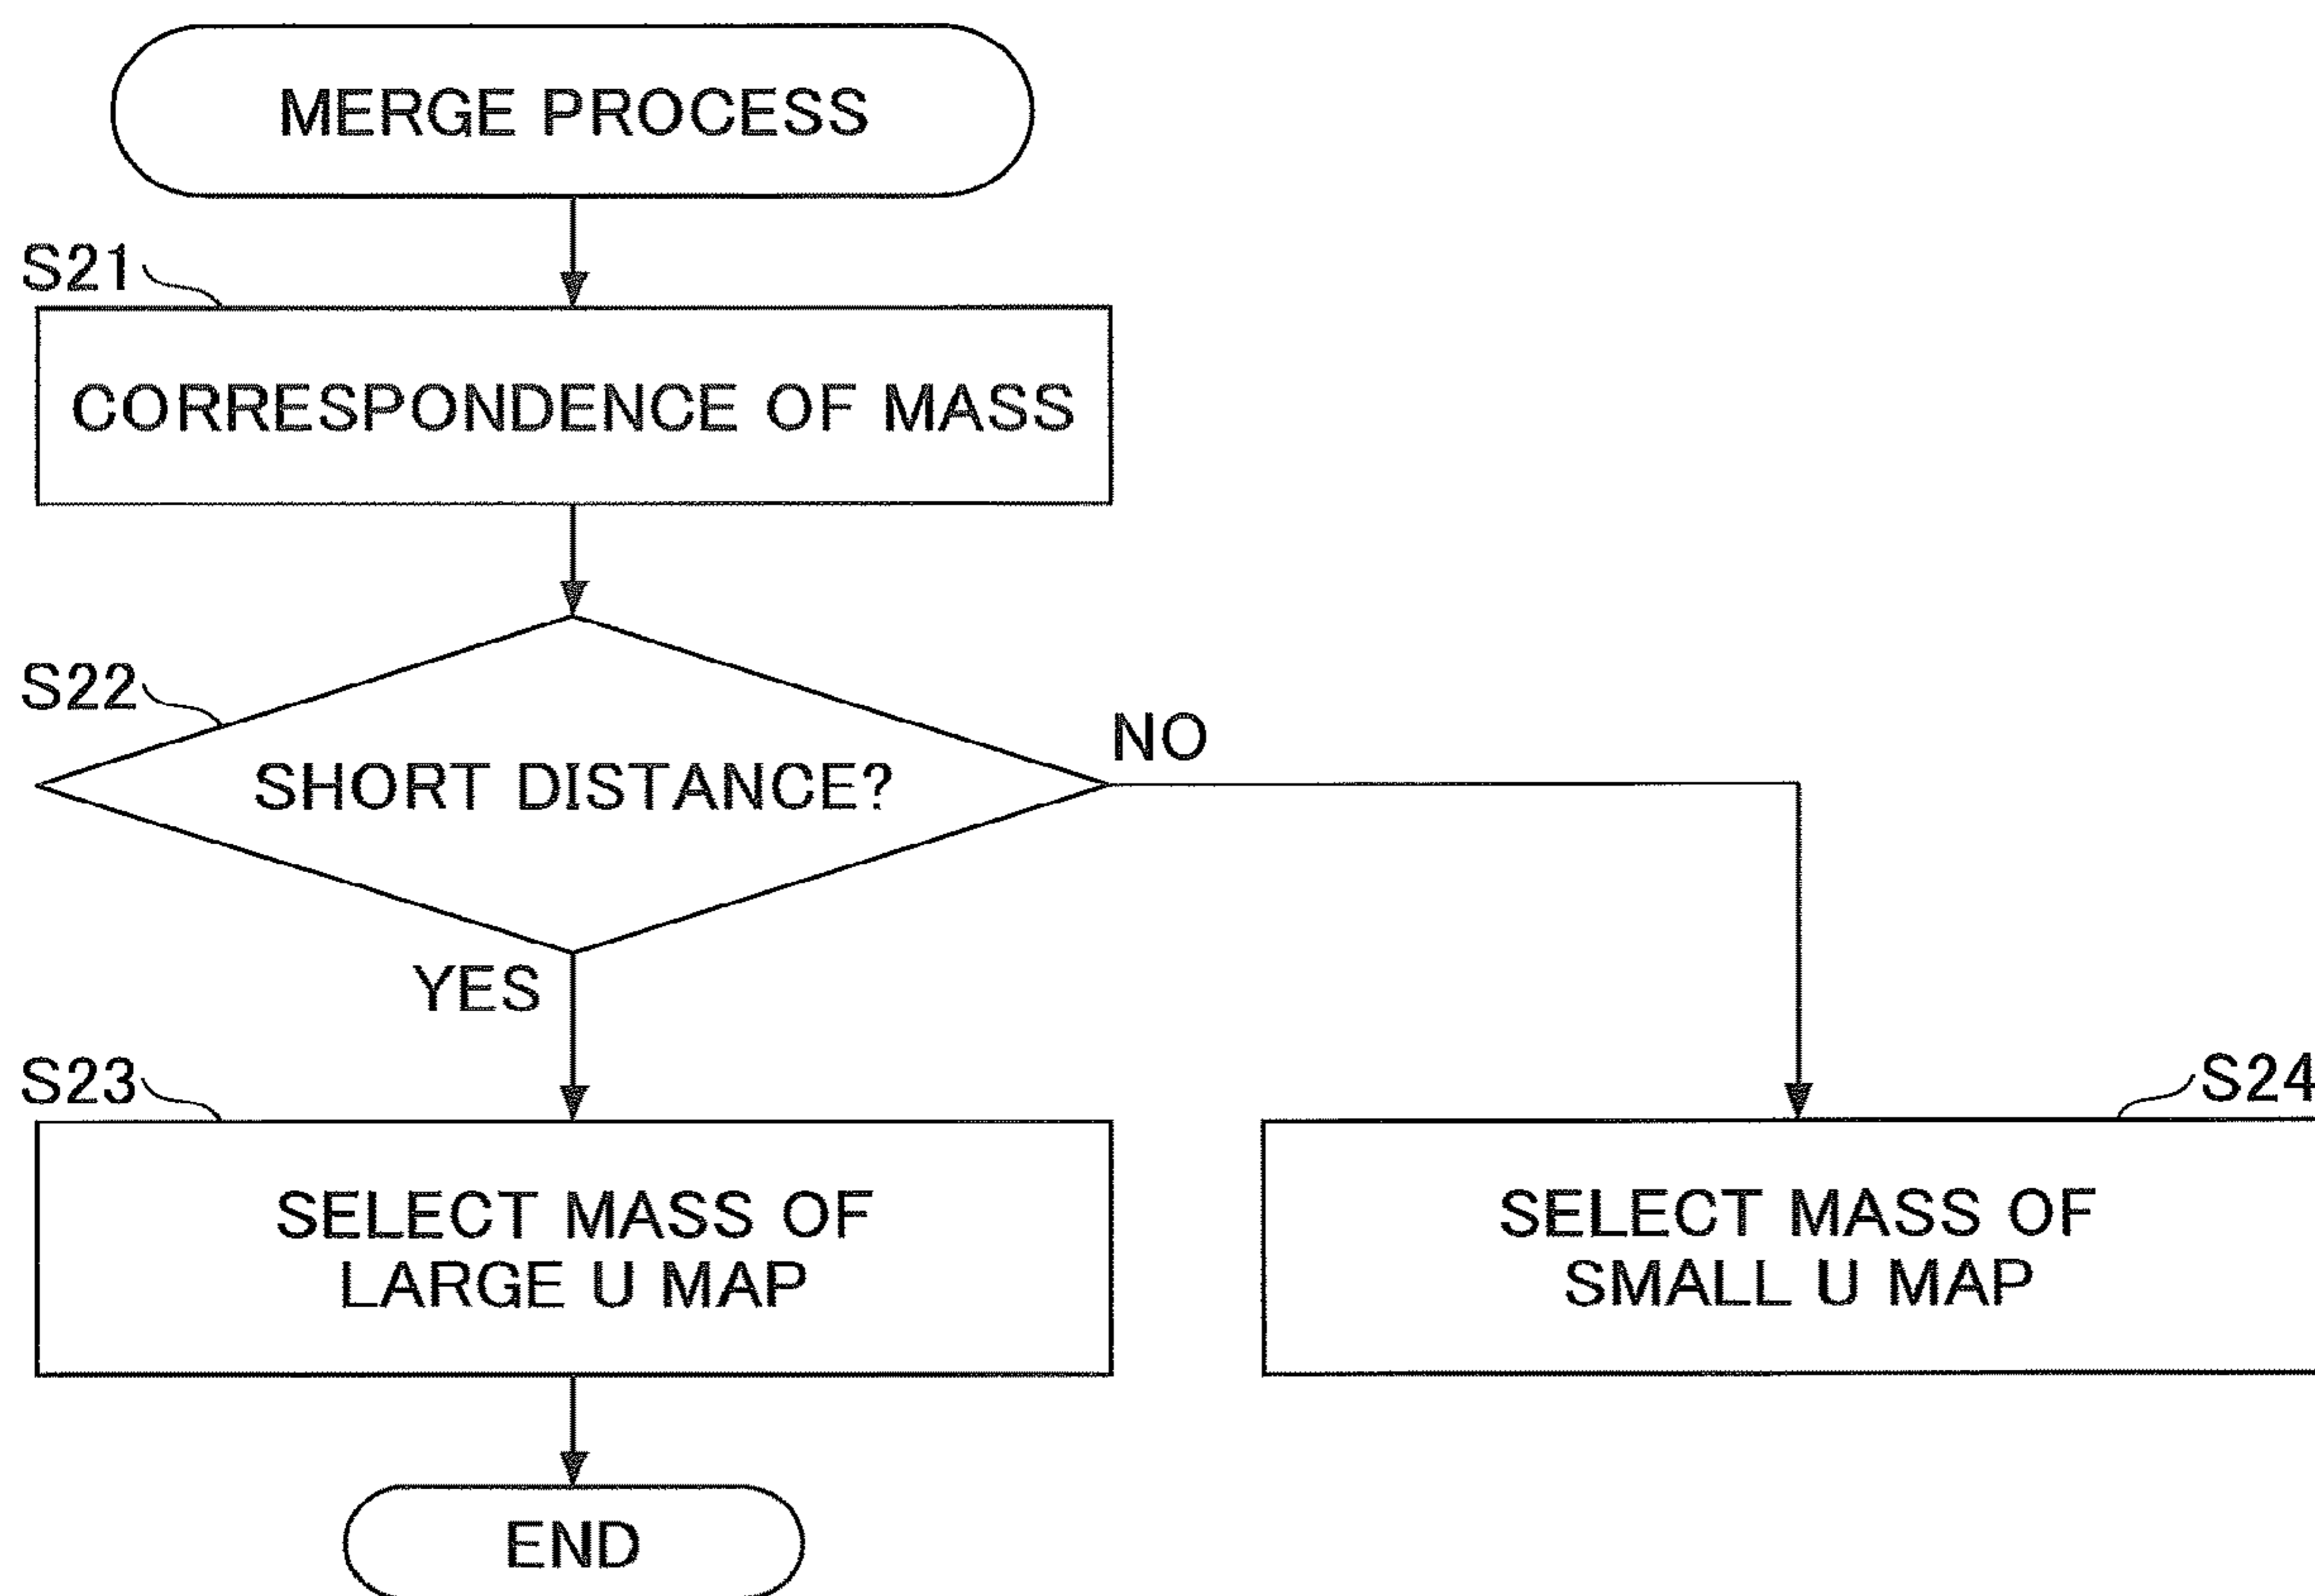 MERGE PROCESS
S21
CORRESPONDENCE OF MASS
S22
SHORT DISTANCE?
NO
YES
S23
SELECT MASS OF
LARGE U MAP
S24
SELECT MASS OF
SMALL U MAP
END